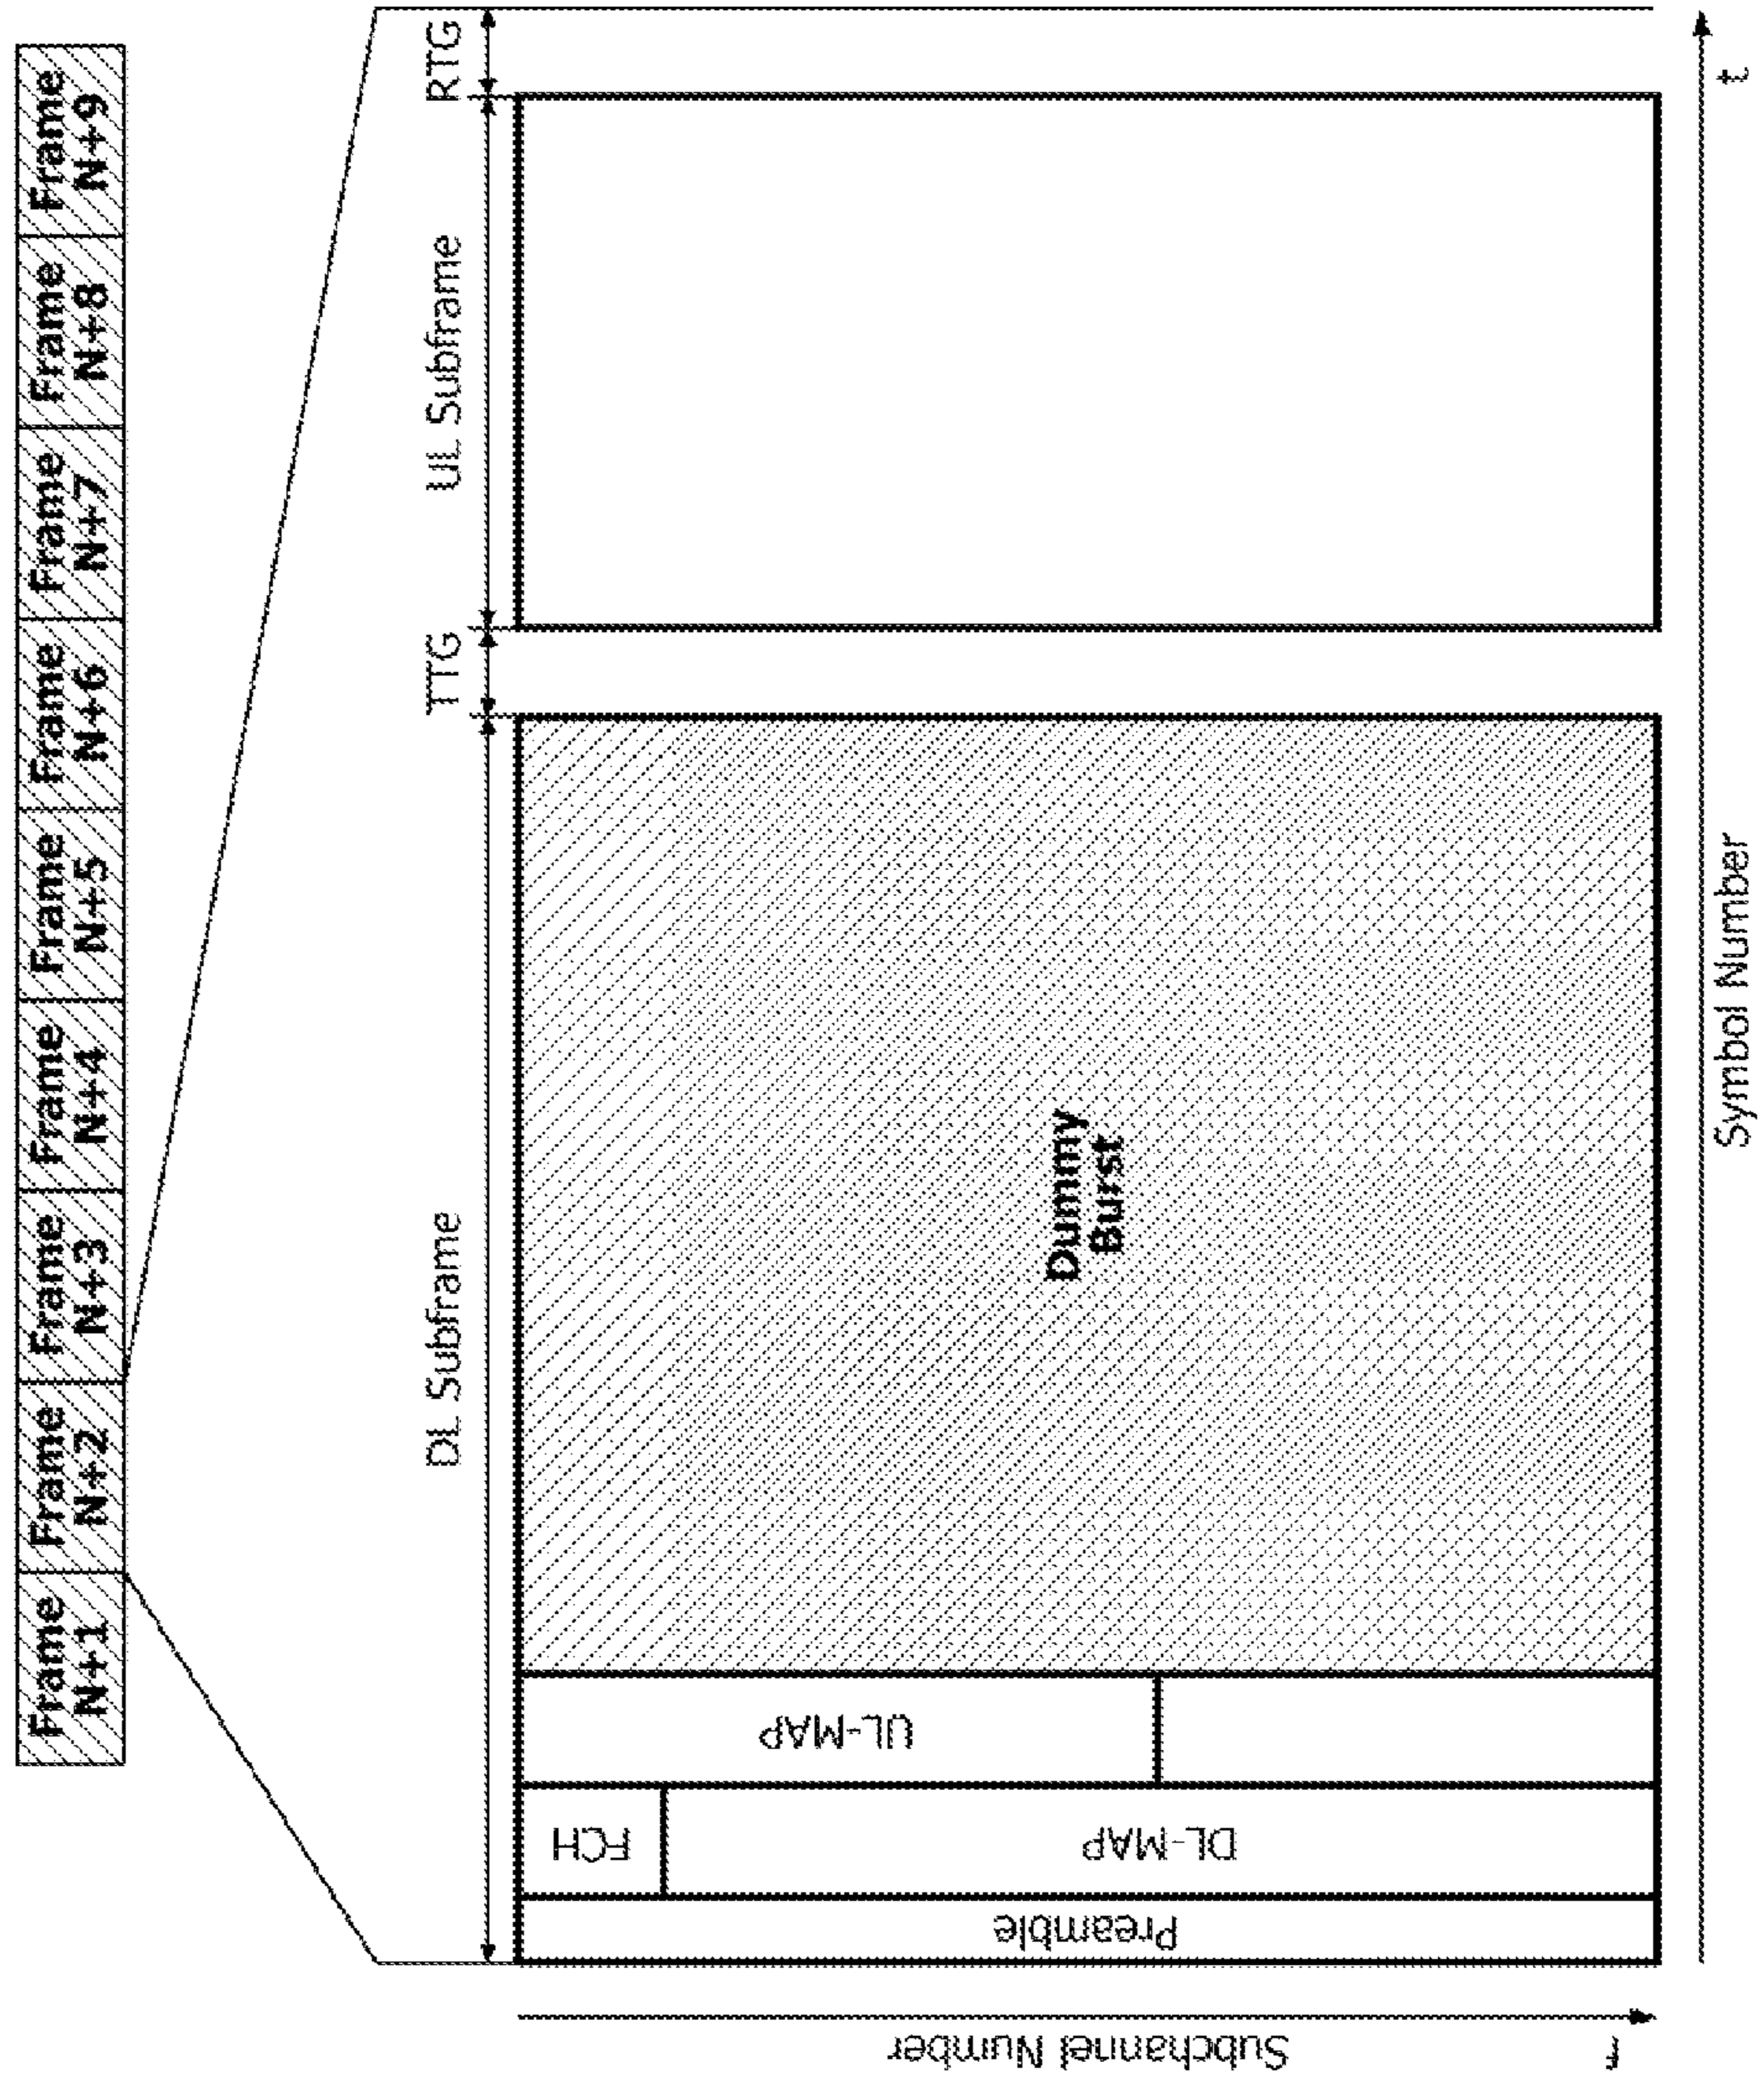 Frame
N+1
Frame
N+2
Frame
N+3
Frame
N+4
Frame
N+5
Frame
N+6
Frame
N+7
Frame
N+8
Frame
N+9
DL Subframe
TTG
UL Subframe
RTG
Preamble
FCH
DL-MAP
UL-MAP
Dummy
Burst
Subchannel Number
f
Symbol Number
t